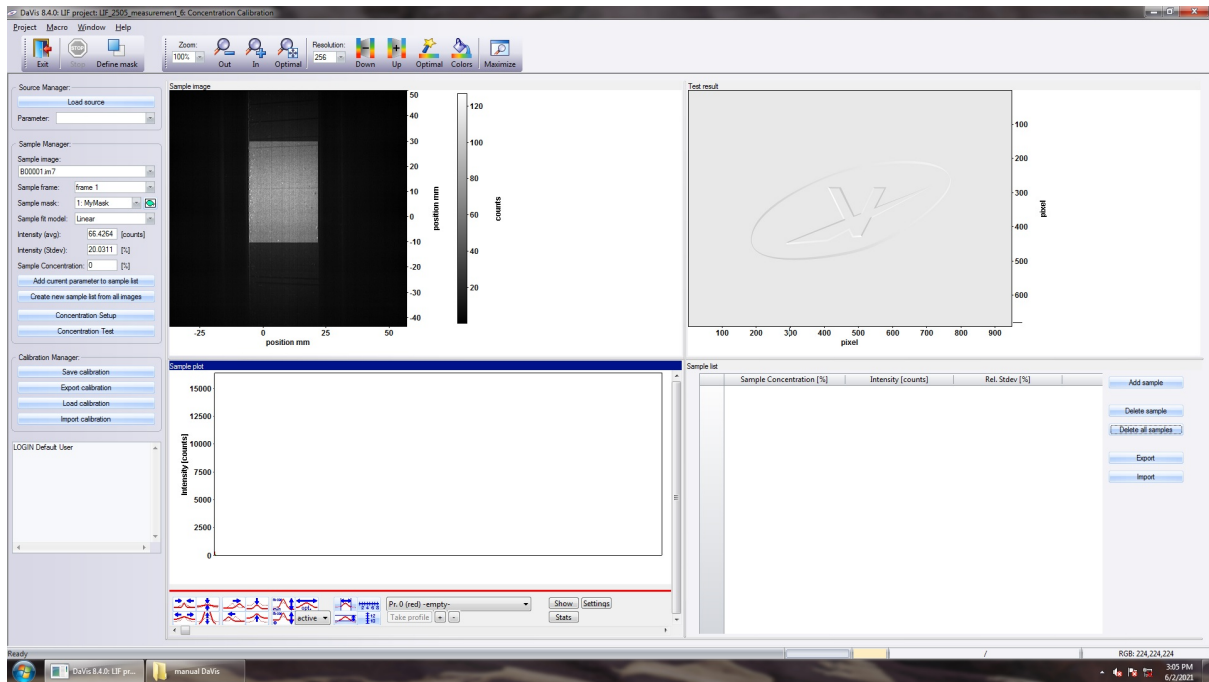 DaVis 8.4.0: LIF project: LIF_2505_measurement_6: Concentration Calibration
Project Macro Window Help
Exit
Stop
Define mask
Zoom:
100%
Out
In
Optimal
Resolution:
256
Down
Up
Optimal
Colors
Maximize
Source Manager:
Load source
Parameter:
Sample Manager:
Sample image:
B00001.im7
Sample frame: frame 1
Sample mask: 1: MyMask
Sample fit model: Linear
Intensity (avg): 66.4264 [counts]
Intensity (Stdev): 20.0311 [%]
Sample Concentration: 0 [%]
Add current parameter to sample list
Create new sample list from all images
Concentration Setup
Concentration Test
Calibration Manager:
Save calibration
Export calibration
Load calibration
Import calibration
LOGIN Default User
Sample image
50
40
30
20
10
0
-10
-20
-30
-40
position mm
120
100
80
60
40
20
counts
-25 0 25 50
position mm
Test result
100
200
300
400
500
600
pixel
100 200 300 400 500 600 700 800 900
pixel
Sample plot
15000
12500
10000
7500
5000
2500
0
Intensity [counts]
active
Pr. 0 (red) -empty-
Show
Settings
Take profile
+
-
Stats
Sample list
Sample Concentration [%] Intensity [counts] Rel. Stdev [%]
Add sample
Delete sample
Delete all samples
Export
Import
Ready
/
RGB: 224,224,224
DaVis 8.4.0: LIF pr...
manual DaVis
3:05 PM
6/2/2021